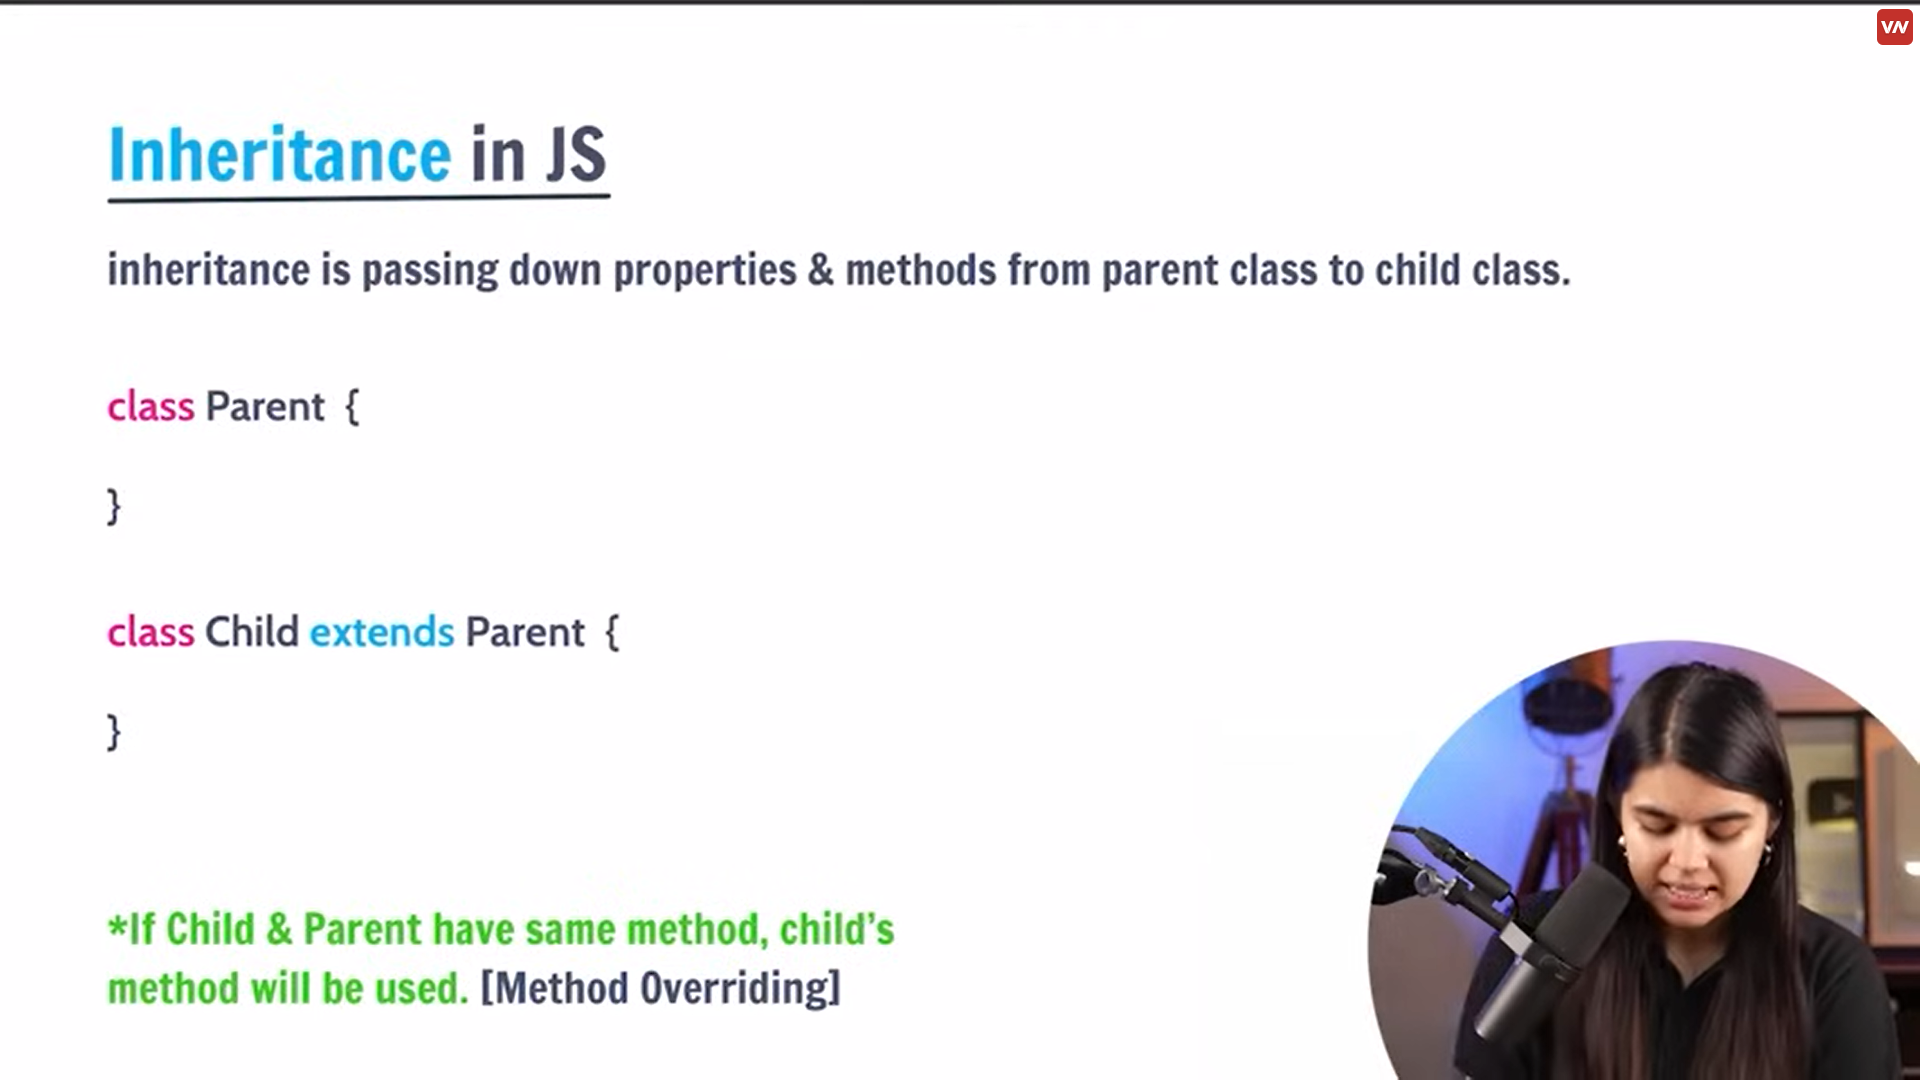 VN
Inheritance in JS
inheritance is passing down properties & methods from parent class to child class.
class Parent {
}
class Child extends Parent {
}
*If Child & Parent have same method, child’s
method will be used. [Method Overriding]